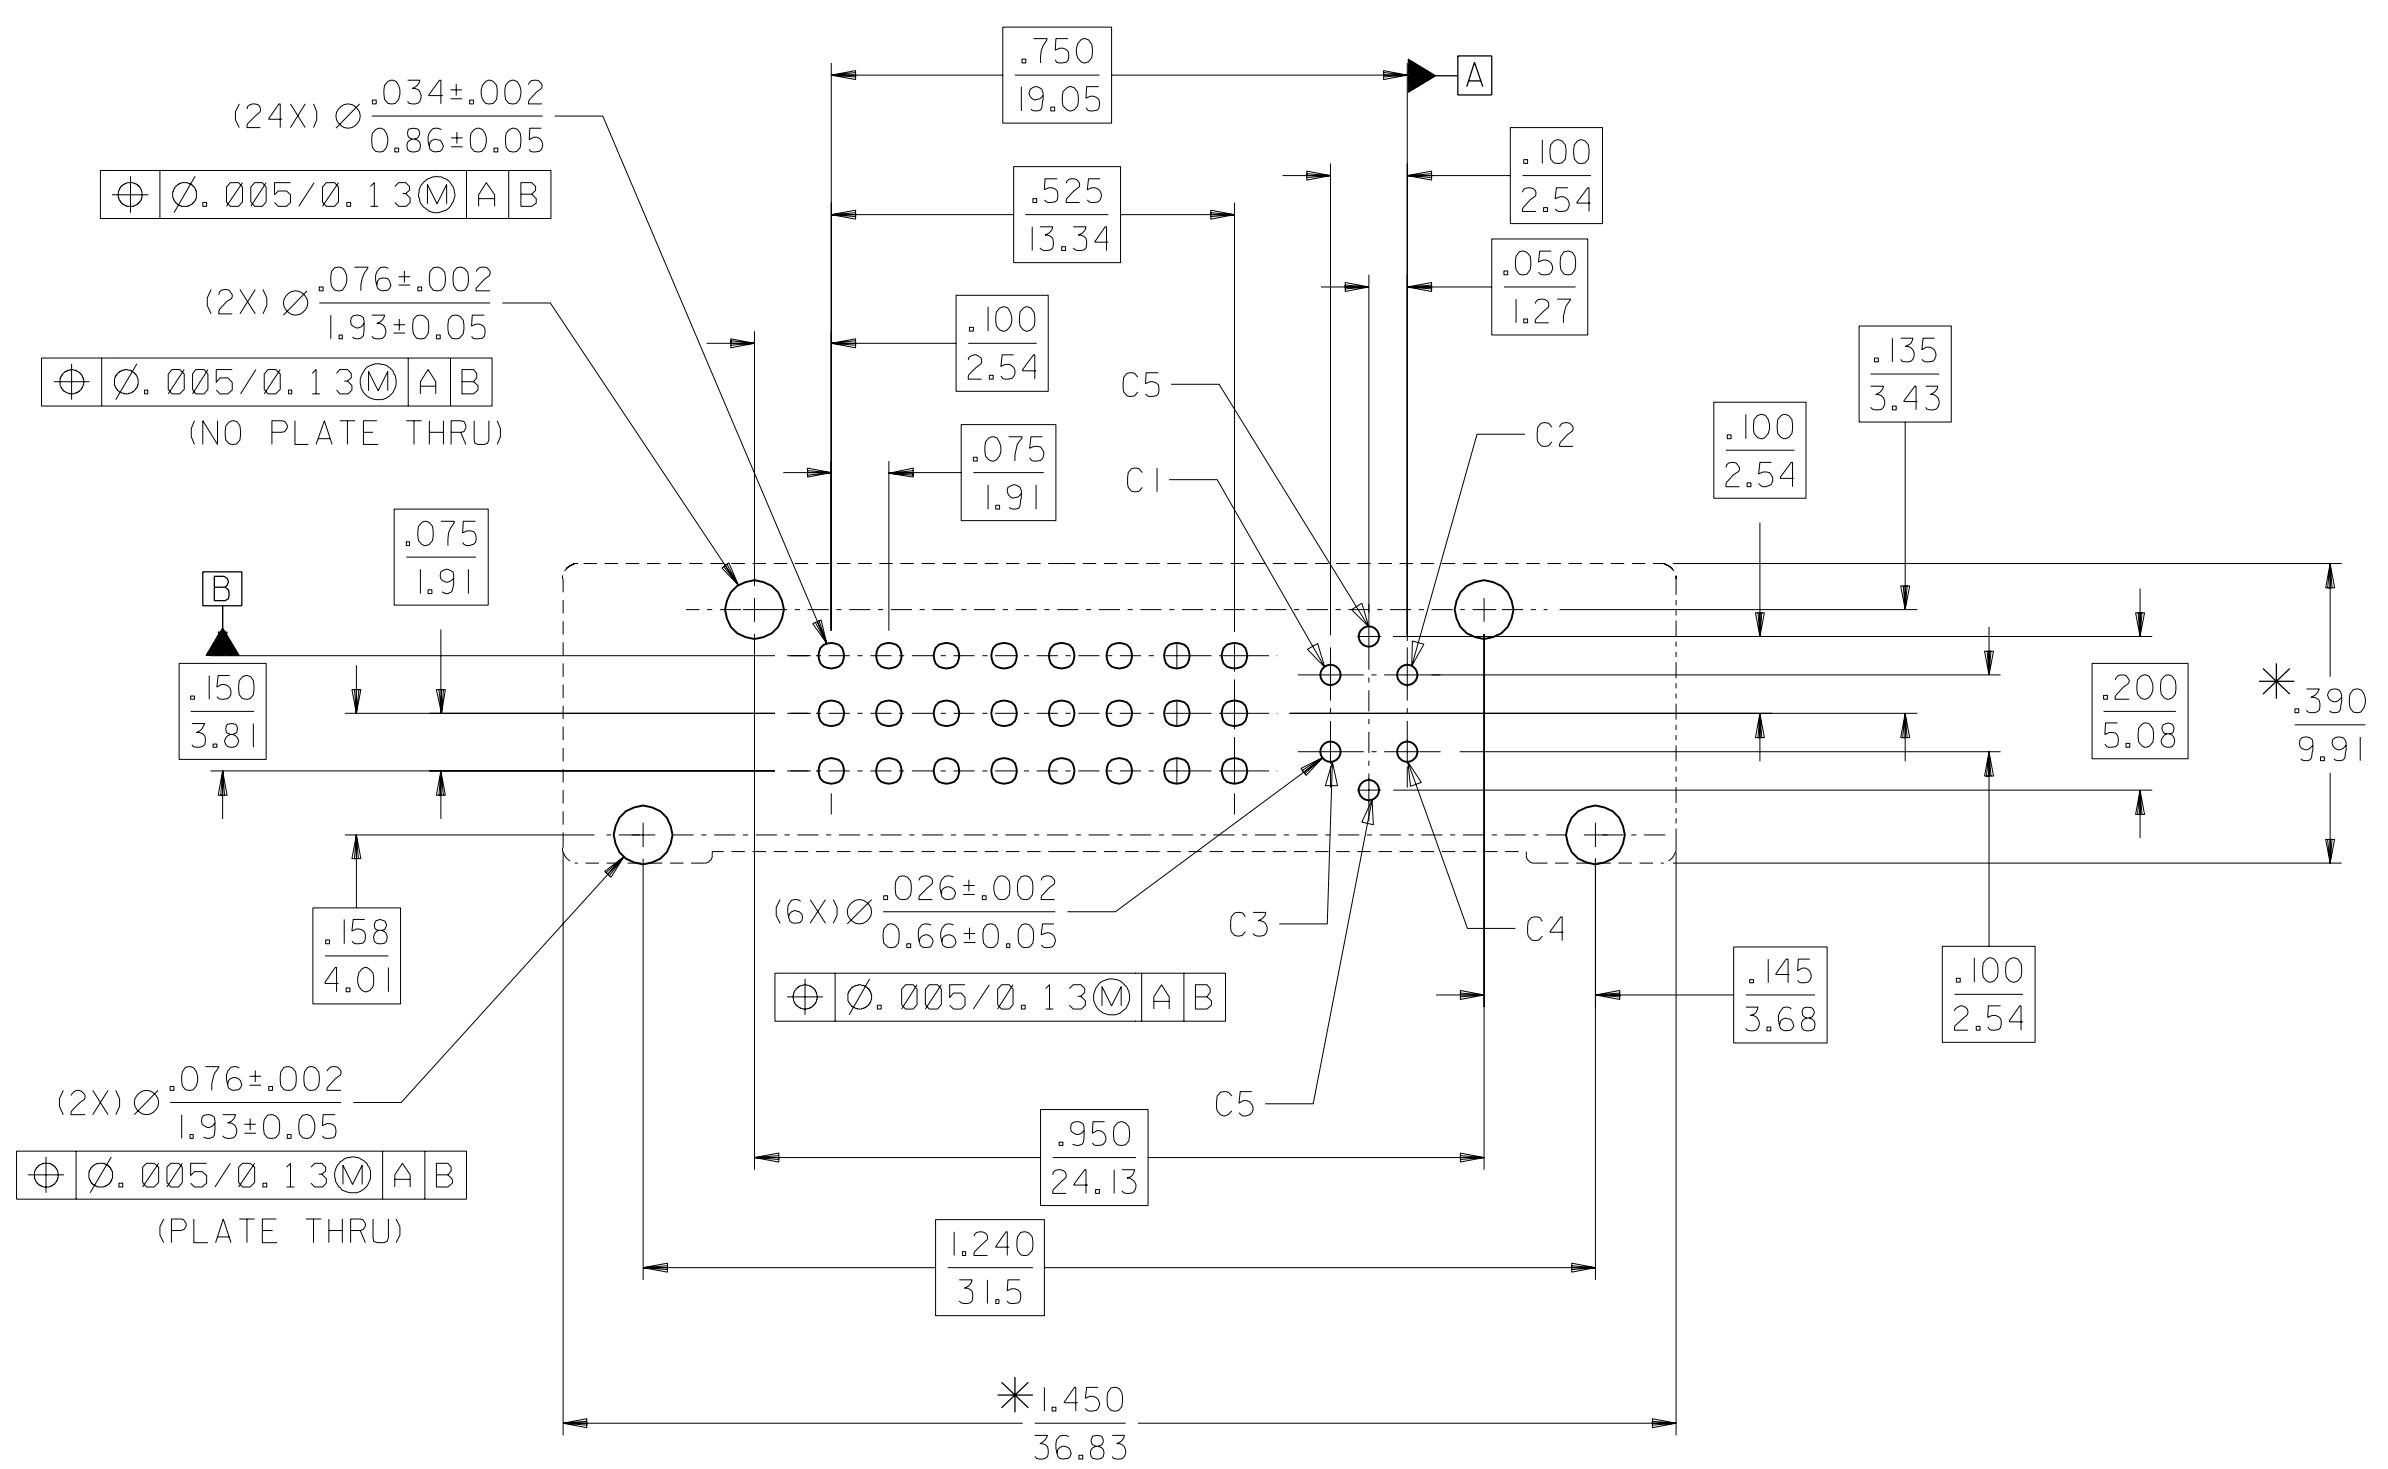 .750
19.05
A
(24X) Ø .034±.002
0.86±0.05
⌖ Ø.005/0.13Ⓜ A B
.100
2.54
.525
13.34
(2X) Ø .076±.002
1.93±0.05
⌖ Ø.005/0.13Ⓜ A B
(NO PLATE THRU)
.050
1.27
.100
2.54
.135
3.43
C5
C2
.100
2.54
.075
1.91
C1
.075
1.91
B
.150
3.81
.200
5.08
*.390
9.91
(6X) Ø .026±.002
0.66±0.05
⌖ Ø.005/0.13Ⓜ A B
C3
C4
.158
4.01
.145
3.68
.100
2.54
(2X) Ø .076±.002
1.93±0.05
⌖ Ø.005/0.13Ⓜ A B
(PLATE THRU)
C5
.950
24.13
1.240
31.5
*1.450
36.83